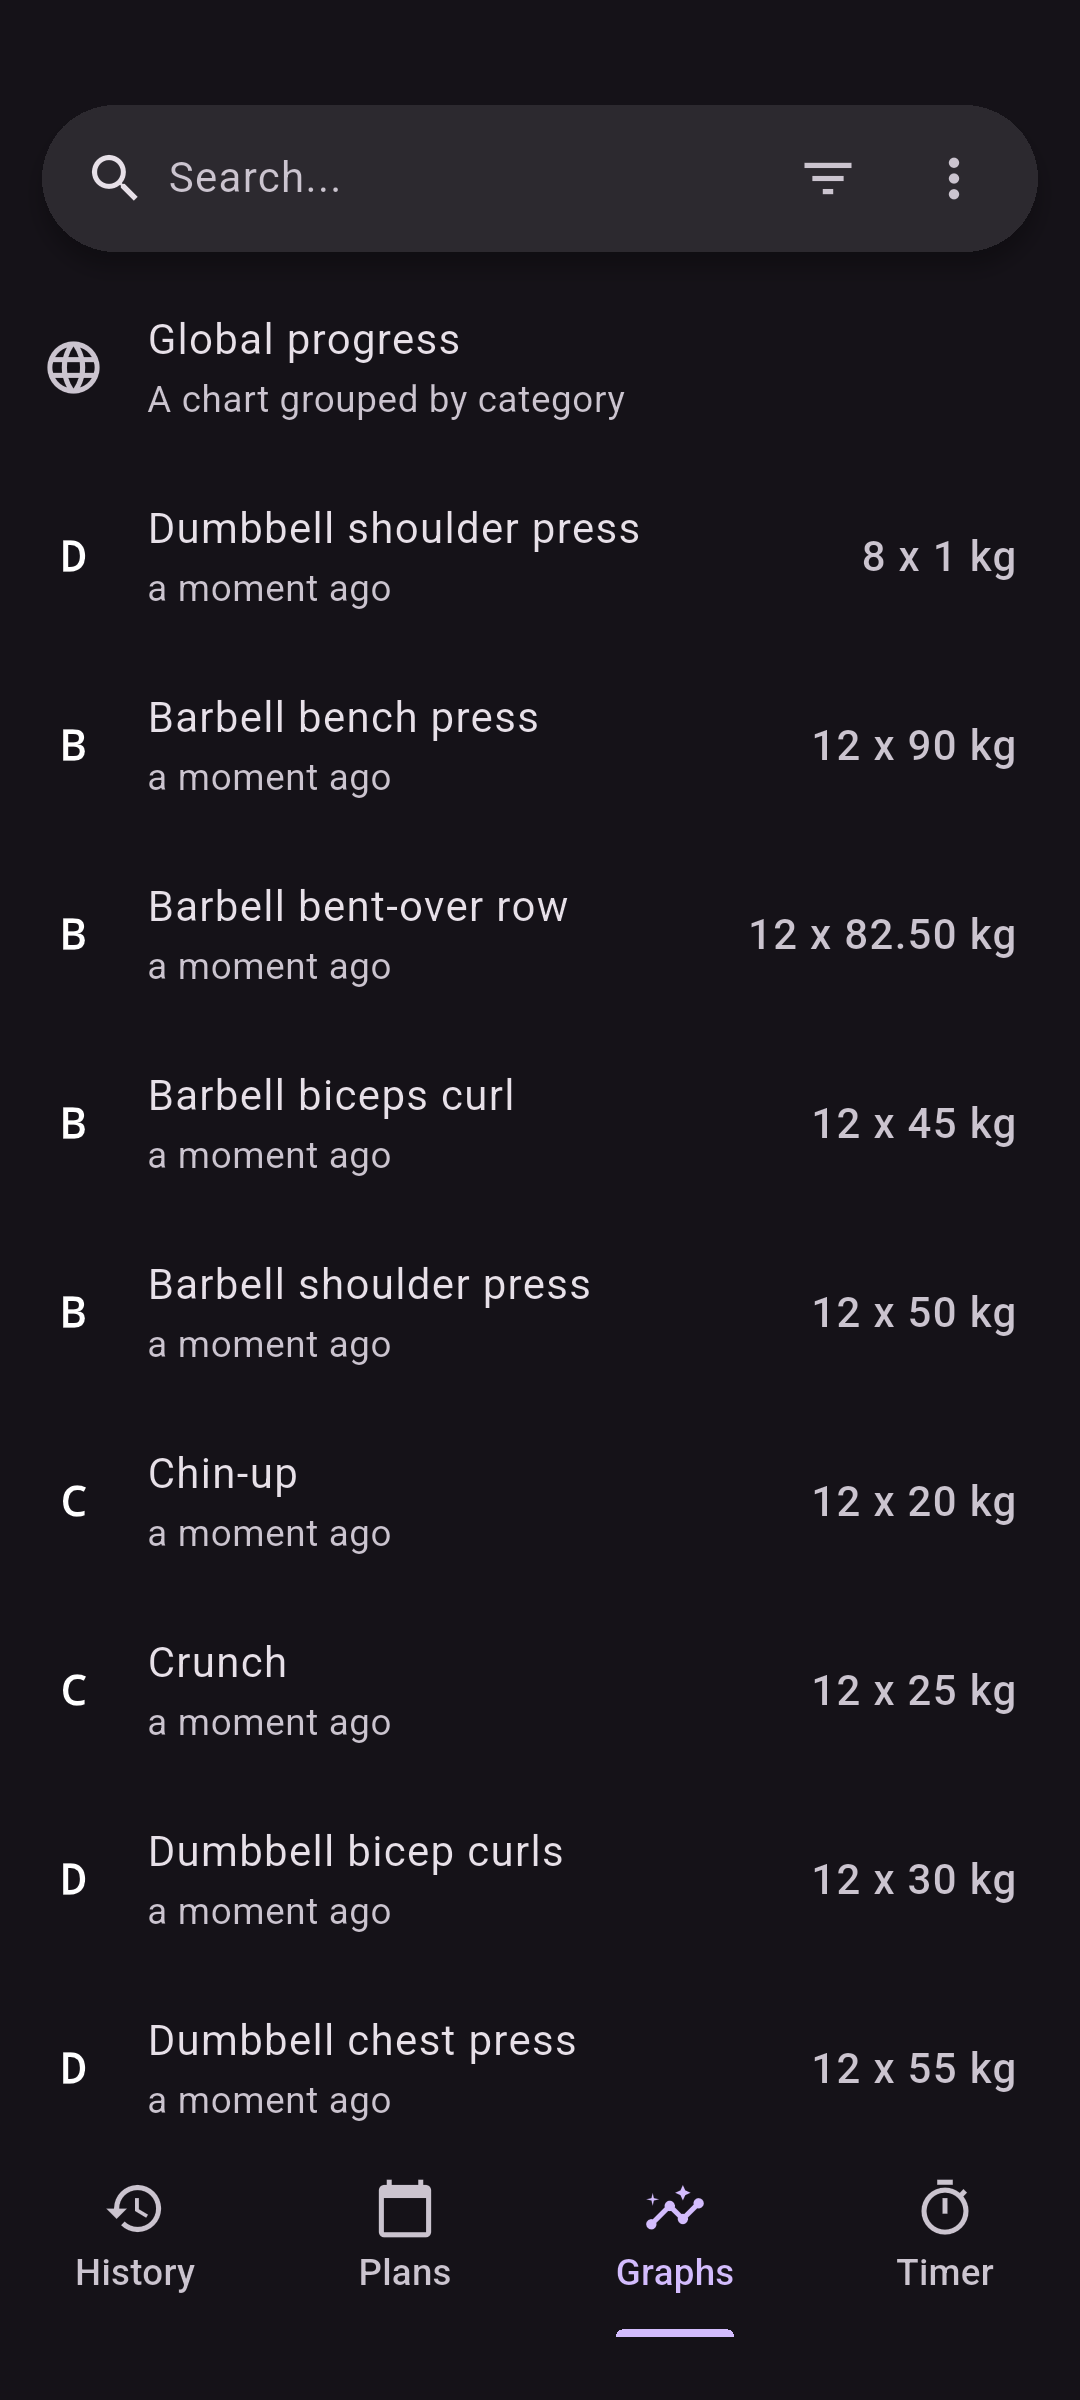 Search...
Global progress
A chart grouped by category
D
Dumbbell shoulder press
a moment ago
8 x 1 kg
B
Barbell bench press
a moment ago
12 x 90 kg
B
Barbell bent-over row
a moment ago
12 x 82.50 kg
B
Barbell biceps curl
a moment ago
12 x 45 kg
B
Barbell shoulder press
a moment ago
12 x 50 kg
C
Chin-up
a moment ago
12 x 20 kg
C
Crunch
a moment ago
12 x 25 kg
D
Dumbbell bicep curls
a moment ago
12 x 30 kg
D
Dumbbell chest press
a moment ago
12 x 55 kg
History
Plans
Graphs
Timer